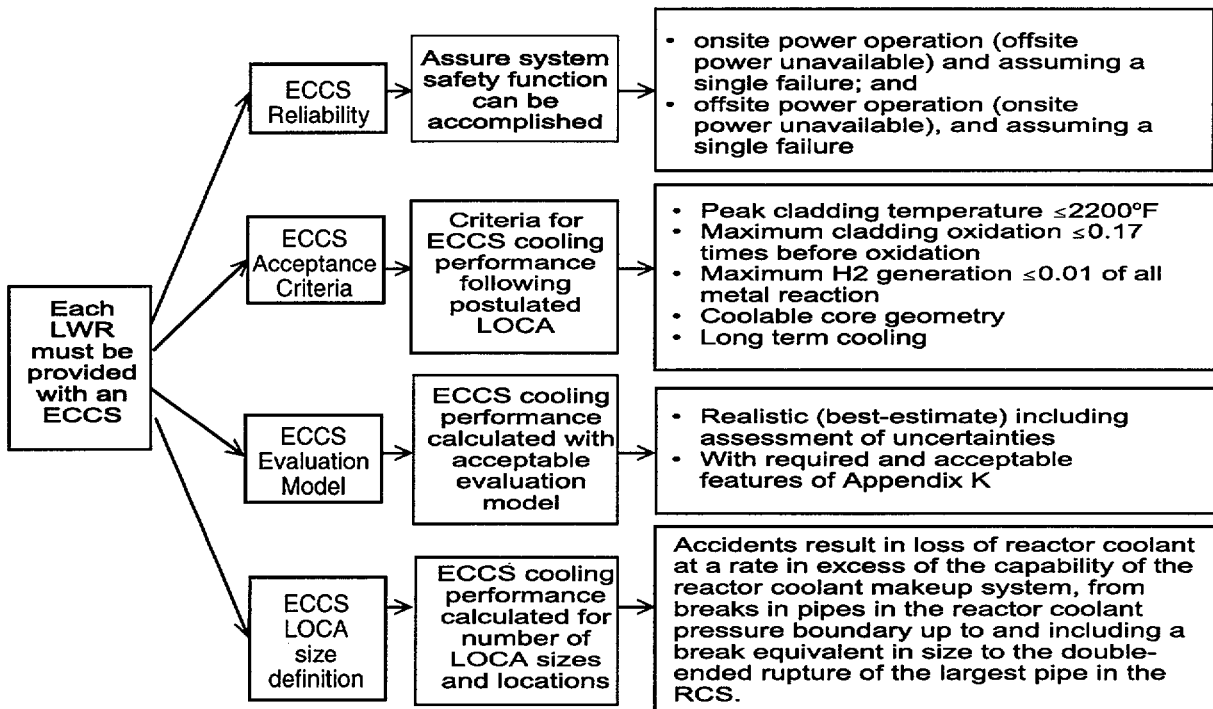 Each
LWR
must be
provided
with an
ECCS
ECCS
Reliability
Assure system
safety function
can be
accomplished
• onsite power operation (offsite
power unavailable) and assuming a
single failure; and
• offsite power operation (onsite
power unavailable), and assuming a
single failure
ECCS
Acceptance
Criteria
Criteria for
ECCS cooling
performance
following
postulated
LOCA
• Peak cladding temperature ≤2200°F
• Maximum cladding oxidation ≤0.17
times before oxidation
• Maximum H2 generation ≤0.01 of all
metal reaction
• Coolable core geometry
• Long term cooling
ECCS
Evaluation
Model
ECCS cooling
performance
calculated with
acceptable
evaluation
model
• Realistic (best-estimate) including
assessment of uncertainties
• With required and acceptable
features of Appendix K
ECCS
LOCA
size
definition
ECCS cooling
performance
calculated for
number of
LOCA sizes
and locations
Accidents result in loss of reactor coolant
at a rate in excess of the capability of the
reactor coolant makeup system, from
breaks in pipes in the reactor coolant
pressure boundary up to and including a
break equivalent in size to the double-
ended rupture of the largest pipe in the
RCS.